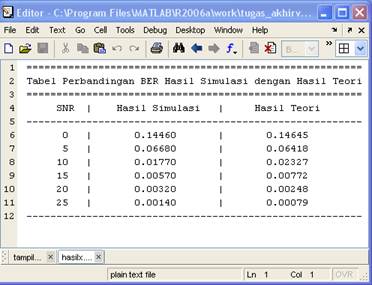 Editor - C:\Program Files\MATLAB\R2006a\work\tugas_akhirv...
File Edit Text Go Cell Tools Debug Desktop Window Help
B...
1 ================================================
2 Tabel Perbandingan BER Hasil Simulasi dengan Hasil Teori
3 ================================================
4 SNR | Hasil Simulasi | Hasil Teori
5 ------------------------------------------------
6 0 | 0.14460 | 0.14645
7 5 | 0.06680 | 0.06418
8 10 | 0.01770 | 0.02327
9 15 | 0.00570 | 0.00772
10 20 | 0.00320 | 0.00248
11 25 | 0.00140 | 0.00079
12 ------------------------------------------------
tampil... hasilx....
plain text file Ln 1 Col 1 OVR